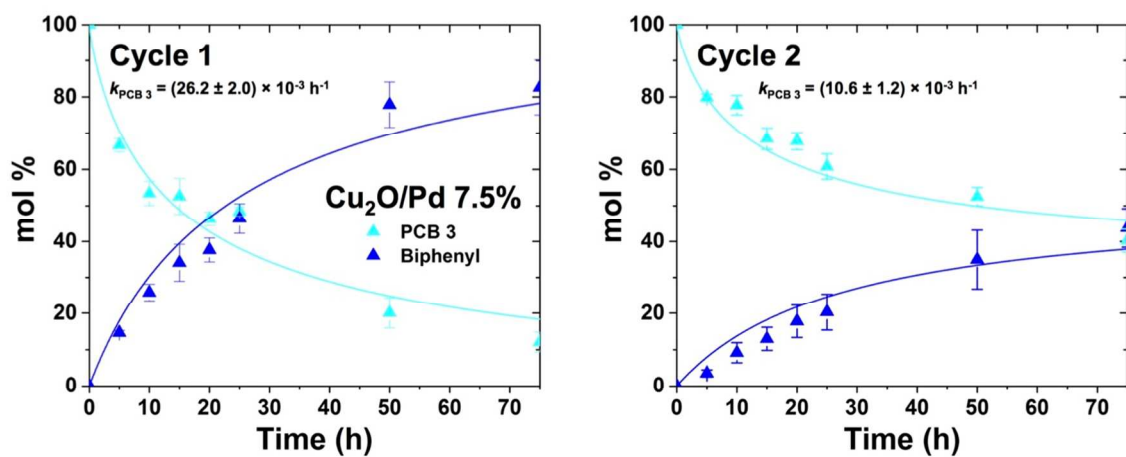 mol %
100
80
60
40
20
0
Cycle 1
k_PCB 3 = (26.2 ± 2.0) × 10⁻³ h⁻¹
Cu₂O/Pd 7.5%
PCB 3
Biphenyl
0 10 20 30 40 50 60 70
Time (h)
mol %
100
80
60
40
20
0
Cycle 2
k_PCB 3 = (10.6 ± 1.2) × 10⁻³ h⁻¹
0 10 20 30 40 50 60 70
Time (h)